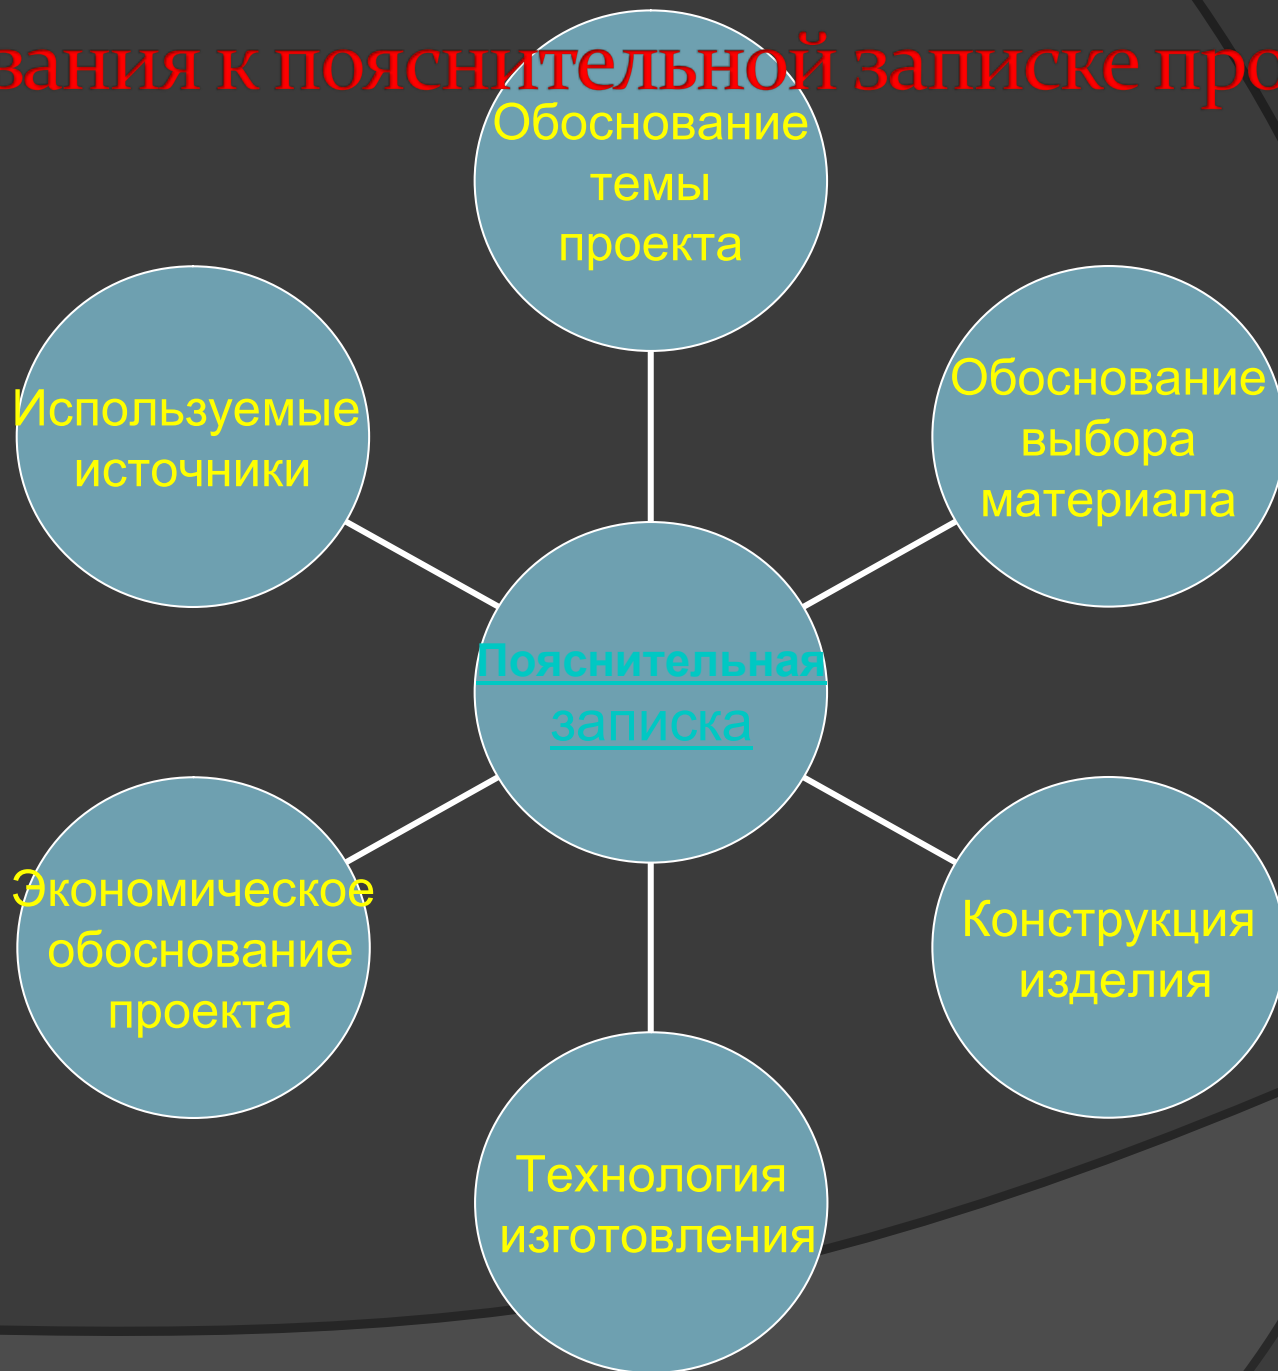 зания к пояснительной записке про
Обоснование
темы
проекта
Обоснование
выбора
материала
Конструкция
изделия
Технология
изготовления
Экономическое
обоснование
проекта
Используемые
источники
Пояснительная
записка